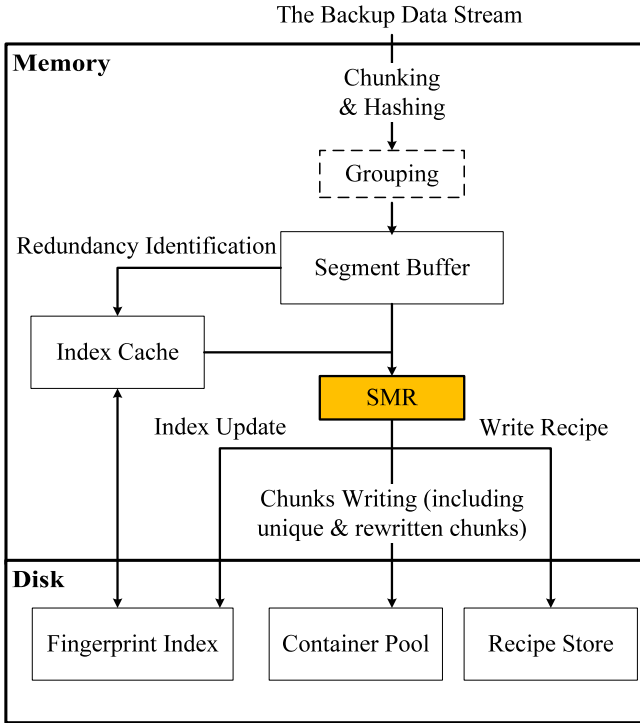 The Backup Data Stream
Memory
Chunking
& Hashing
Grouping
Redundancy Identification
Segment Buffer
Index Cache
SMR
Index Update
Write Recipe
Chunks Writing (including
unique & rewritten chunks)
Disk
Fingerprint Index
Container Pool
Recipe Store